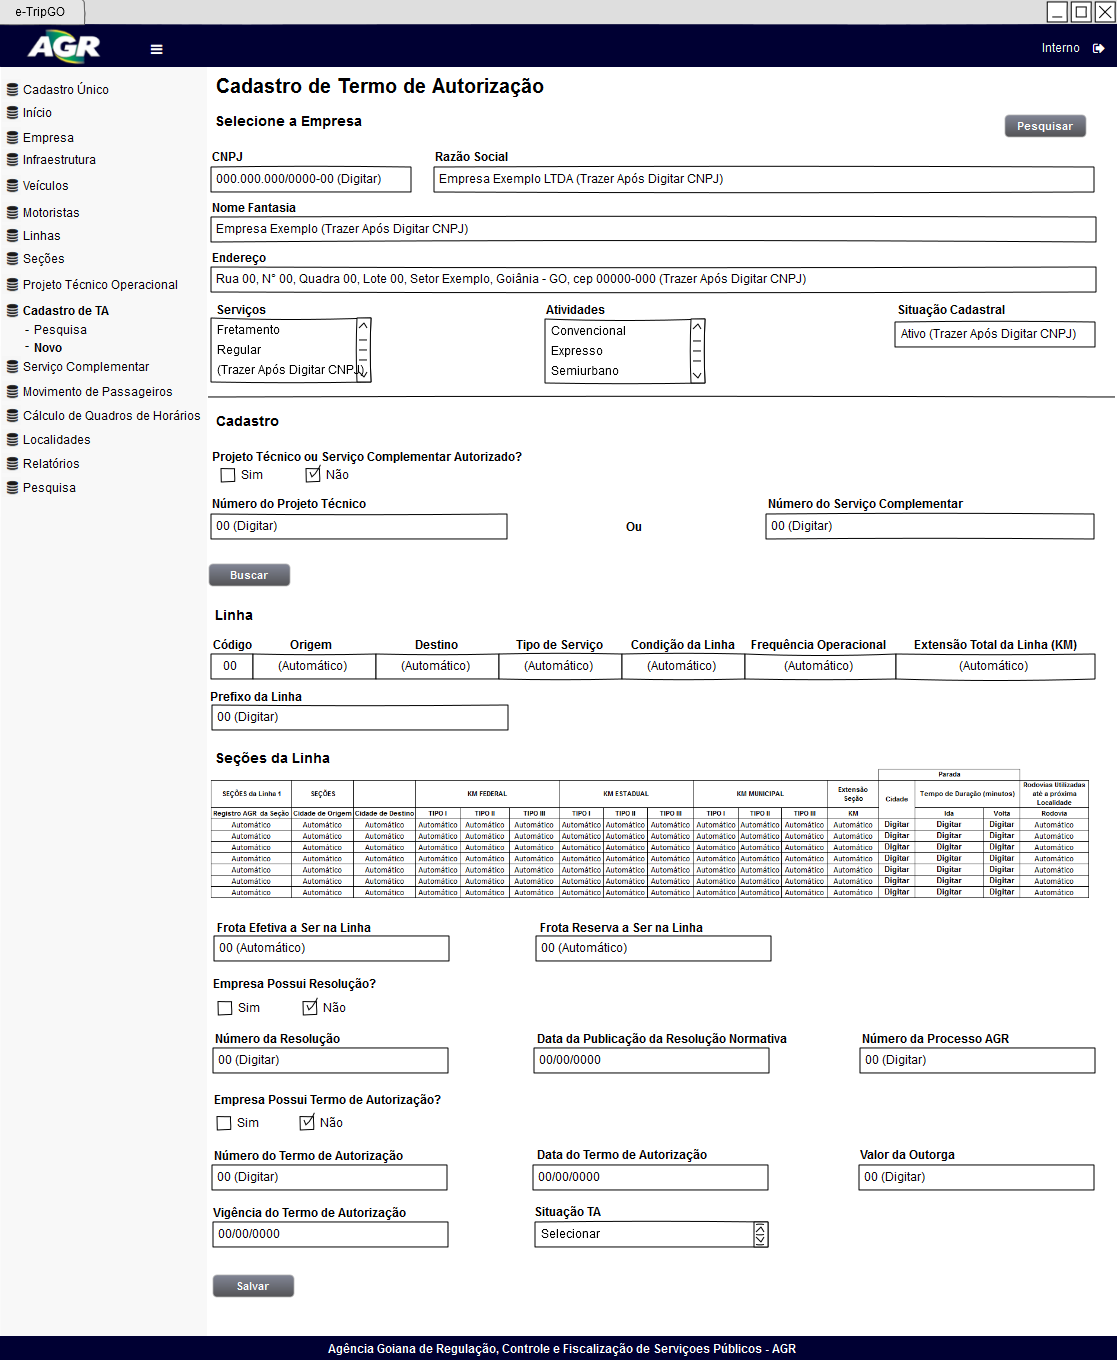 e-TripGO
AGR
Interno
Cadastro Único
Início
Empresa
Infraestrutura
Veículos
Motoristas
Linhas
Seções
Projeto Técnico Operacional
Cadastro de TA
- Pesquisa
- Novo
Serviço Complementar
Movimento de Passageiros
Cálculo de Quadros de Horários
Localidades
Relatórios
Pesquisa
Cadastro de Termo de Autorização
Selecione a Empresa
Pesquisar
CNPJ Razão Social
000.000.000/0000-00 (Digitar) Empresa Exemplo LTDA (Trazer Após Digitar CNPJ)
Nome Fantasia
Empresa Exemplo (Trazer Após Digitar CNPJ)
Endereço
Rua 00, N° 00, Quadra 00, Lote 00, Setor Exemplo, Goiânia - GO, cep 00000-000 (Trazer Após Digitar CNPJ)
Serviços Atividades Situação Cadastral
Fretamento Convencional Ativo (Trazer Após Digitar CNPJ)
Regular Expresso
(Trazer Após Digitar CNPJ) Semiurbano
Cadastro
Projeto Técnico ou Serviço Complementar Autorizado?
Sim Não
Número do Projeto Técnico Número do Serviço Complementar
00 (Digitar) Ou 00 (Digitar)
Buscar
Linha
Código Origem Destino Tipo de Serviço Condição da Linha Frequência Operacional Extensão Total da Linha (KM)
00 (Automático) (Automático) (Automático) (Automático) (Automático) (Automático)
Prefixo da Linha
00 (Digitar)
Seções da Linha
Parada
SEÇÕES da Linha 1 SEÇÕES KM FEDERAL KM ESTADUAL KM MUNICIPAL Extensão Seção Cidade Tempo de Duração (minutos) Rodovias Utilizadas até a próxima Localidade
Registro AGR da Seção Cidade de Origem Cidade de Destino TIPO I TIPO II TIPO III TIPO I TIPO II TIPO III TIPO I TIPO II TIPO III KM Ida Volta Rodovia
Automático Automático Automático Automático Automático Automático Automático Automático Automático Automático Automático Automático Automático Digitar Digitar Digitar Automático
Automático Automático Automático Automático Automático Automático Automático Automático Automático Automático Automático Automático Automático Digitar Digitar Digitar Automático
Automático Automático Automático Automático Automático Automático Automático Automático Automático Automático Automático Automático Automático Digitar Digitar Digitar Automático
Automático Automático Automático Automático Automático Automático Automático Automático Automático Automático Automático Automático Automático Digitar Digitar Digitar Automático
Automático Automático Automático Automático Automático Automático Automático Automático Automático Automático Automático Automático Automático Digitar Digitar Digitar Automático
Automático Automático Automático Automático Automático Automático Automático Automático Automático Automático Automático Automático Automático Digitar Digitar Digitar Automático
Automático Automático Automático Automático Automático Automático Automático Automático Automático Automático Automático Automático Automático Digitar Digitar Digitar Automático
Frota Efetiva a Ser na Linha Frota Reserva a Ser na Linha
00 (Automático) 00 (Automático)
Empresa Possui Resolução?
Sim Não
Número da Resolução Data da Publicação da Resolução Normativa Número da Processo AGR
00 (Digitar) 00/00/0000 00 (Digitar)
Empresa Possui Termo de Autorização?
Sim Não
Número do Termo de Autorização Data do Termo de Autorização Valor da Outorga
00 (Digitar) 00/00/0000 00 (Digitar)
Vigência do Termo de Autorização Situação TA
00/00/0000 Selecionar
Salvar
Agência Goiana de Regulação, Controle e Fiscalização de Serviçoes Públicos - AGR